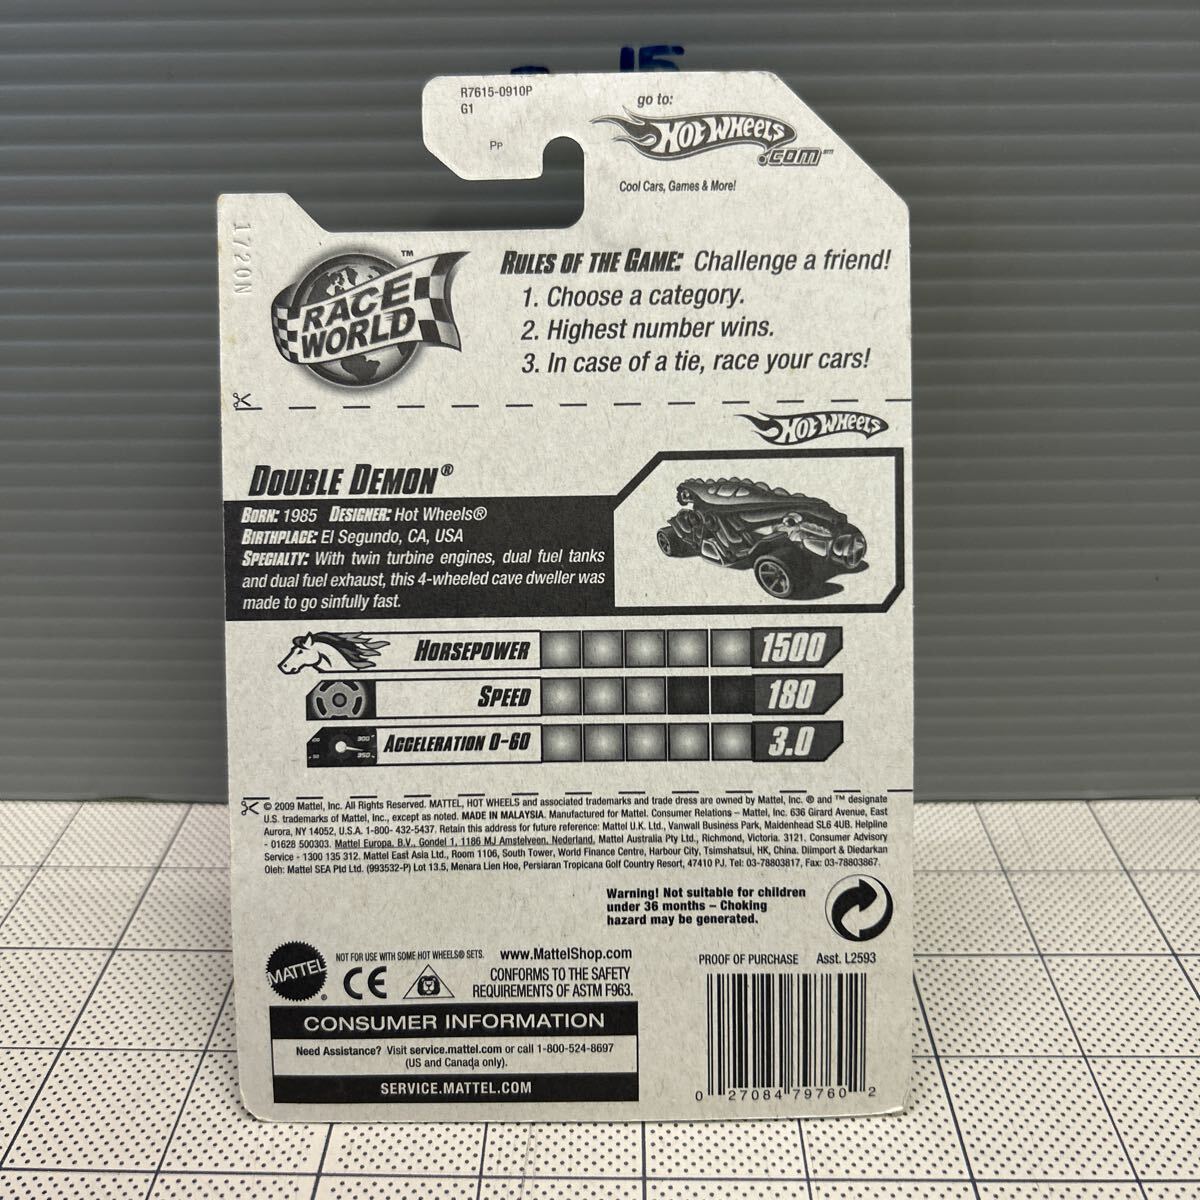 15
R7615-0910P
G1
PP
go to:
HOT WHEELS
.COM
Cool Cars, Games & More!
1720N
RACE WORLD™
RULES OF THE GAME: Challenge a friend!
1. Choose a category.
2. Highest number wins.
3. In case of a tie, race your cars!
HOT WHEELS
DOUBLE DEMON®
BORN: 1985 DESIGNER: Hot Wheels®
BIRTHPLACE: El Segundo, CA, USA
SPECIALTY: With twin turbine engines, dual fuel tanks
and dual fuel exhaust, this 4-wheeled cave dweller was
made to go sinfully fast.
HORSEPOWER 1500
SPEED 180
ACCELERATION 0-60 3.0
© 2009 Mattel, Inc. All Rights Reserved. MATTEL, HOT WHEELS and associated trademarks and trade dress are owned by Mattel, Inc. ® and ™ designate
U.S. trademarks of Mattel, Inc., except as noted. MADE IN MALAYSIA. Manufactured for Mattel. Consumer Relations – Mattel, Inc. 636 Girard Avenue, East
Aurora, NY 14052, U.S.A. 1-800- 432-5437. Retain this address for future reference: Mattel U.K. Ltd., Vanwall Business Park, Maidenhead SL6 4UB. Helpline
- 01628 500303. Mattel Europa, B.V., Gondel 1, 1186 MJ Amstelveen, Nederland. Mattel Australia Pty Ltd., Richmond, Victoria. 3121. Consumer Advisory
Service - 1300 135 312. Mattel East Asia Ltd., Room 1106, South Tower, World Finance Centre, Harbour City, Tsimshatsui, HK, China. Diimport & Diedarkan
Oleh: Mattel SEA Ptd Ltd. (993532-P) Lot 13.5, Menara Lien Hoe, Persiaran Tropicana Golf Country Resort, 47410 PJ. Tel: 03-78803817, Fax: 03-78803867.
Warning! Not suitable for children
under 36 months – Choking
hazard may be generated.
MATTEL®
NOT FOR USE WITH SOME HOT WHEELS® SETS.
www.MattelShop.com
CE
CONFORMS TO THE SAFETY
REQUIREMENTS OF ASTM F963.
PROOF OF PURCHASE Asst. L2593
CONSUMER INFORMATION
Need Assistance? Visit service.mattel.com or call 1-800-524-8697
(US and Canada only).
SERVICE.MATTEL.COM
0 27084 79760 2